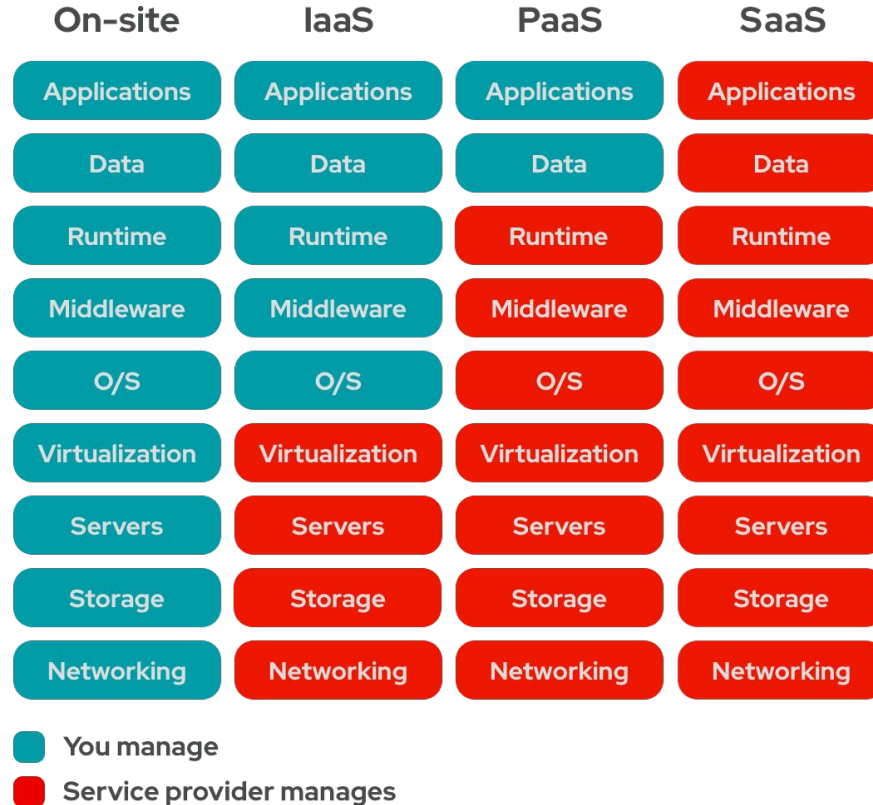 On-site IaaS PaaS SaaS
Applications Applications Applications Applications
Data Data Data Data
Runtime Runtime Runtime Runtime
Middleware Middleware Middleware Middleware
O/S O/S O/S O/S
Virtualization Virtualization Virtualization Virtualization
Servers Servers Servers Servers
Storage Storage Storage Storage
Networking Networking Networking Networking
You manage
Service provider manages